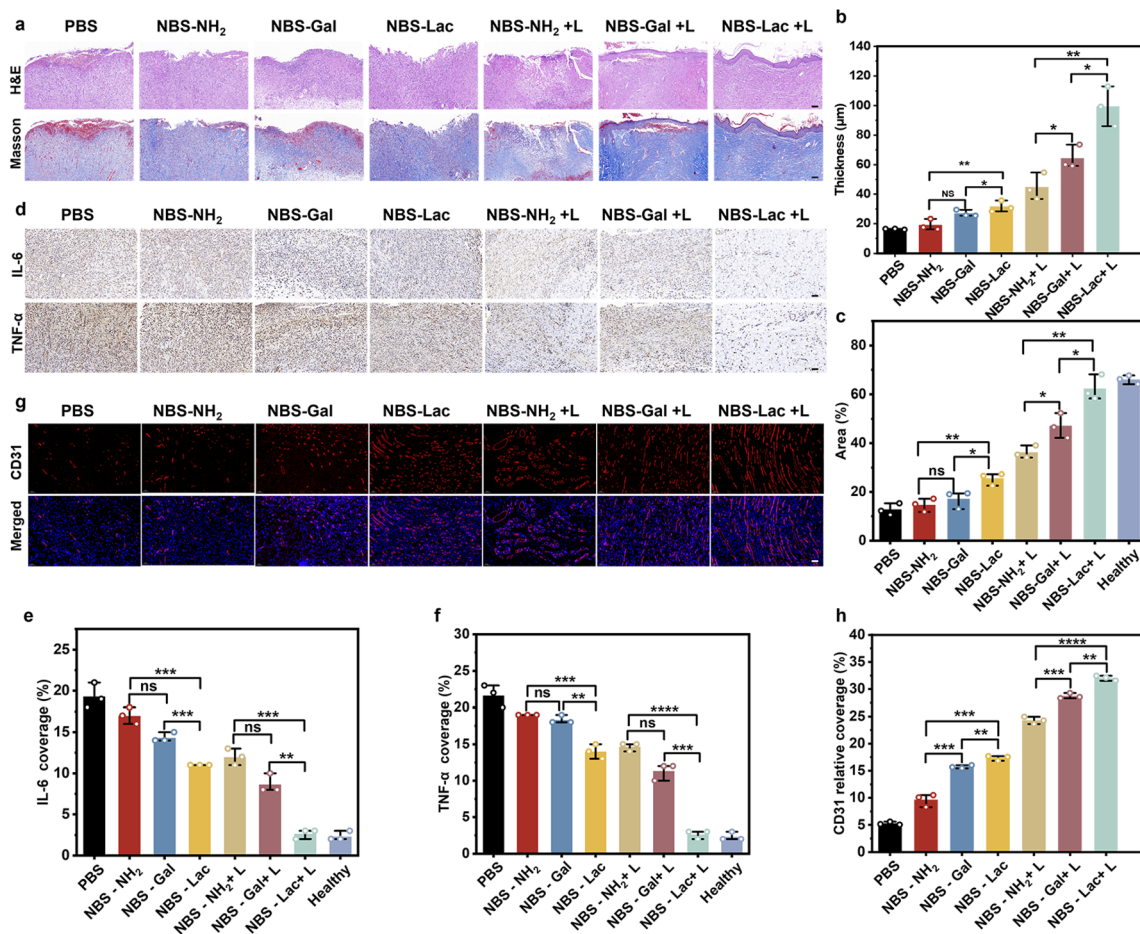 a
PBS NBS-NH₂ NBS-Gal NBS-Lac NBS-NH₂ +L NBS-Gal +L NBS-Lac +L
H&E
Masson
b
Thickness (μm)
140
120
100
80
60
40
20
0
** NS * * ** *
PBS NBS-NH₂ NBS-Gal NBS-Lac NBS-NH₂+ L NBS-Gal+ L NBS-Lac+ L
d
PBS NBS-NH₂ NBS-Gal NBS-Lac NBS-NH₂ +L NBS-Gal +L NBS-Lac +L
IL-6
TNF-α
c
Area (%)
80
60
40
20
0
** ns * * ** *
PBS NBS-NH₂ NBS-Gal NBS-Lac NBS-NH₂+ L NBS-Gal+ L NBS-Lac+ L Healthy
g
PBS NBS-NH₂ NBS-Gal NBS-Lac NBS-NH₂ +L NBS-Gal +L NBS-Lac +L
CD31
Merged
e
IL-6 coverage (%)
25
20
15
10
5
0
*** ns *** *** ns **
PBS NBS - NH₂ NBS - Gal NBS - Lac NBS - NH₂+ L NBS - Gal+ L NBS - Lac+ L Healthy
f
TNF-α coverage (%)
30
25
20
15
10
5
0
*** ns ** **** ns ***
PBS NBS - NH₂ NBS - Gal NBS - Lac NBS - NH₂+ L NBS - Gal+ L NBS - Lac+ L Healthy
h
CD31 relative coverage (%)
40
35
30
25
20
15
10
5
0
*** *** ** **** *** **
PBS NBS - NH₂ NBS - Gal NBS - Lac NBS - NH₂+ L NBS - Gal+ L NBS - Lac+ L